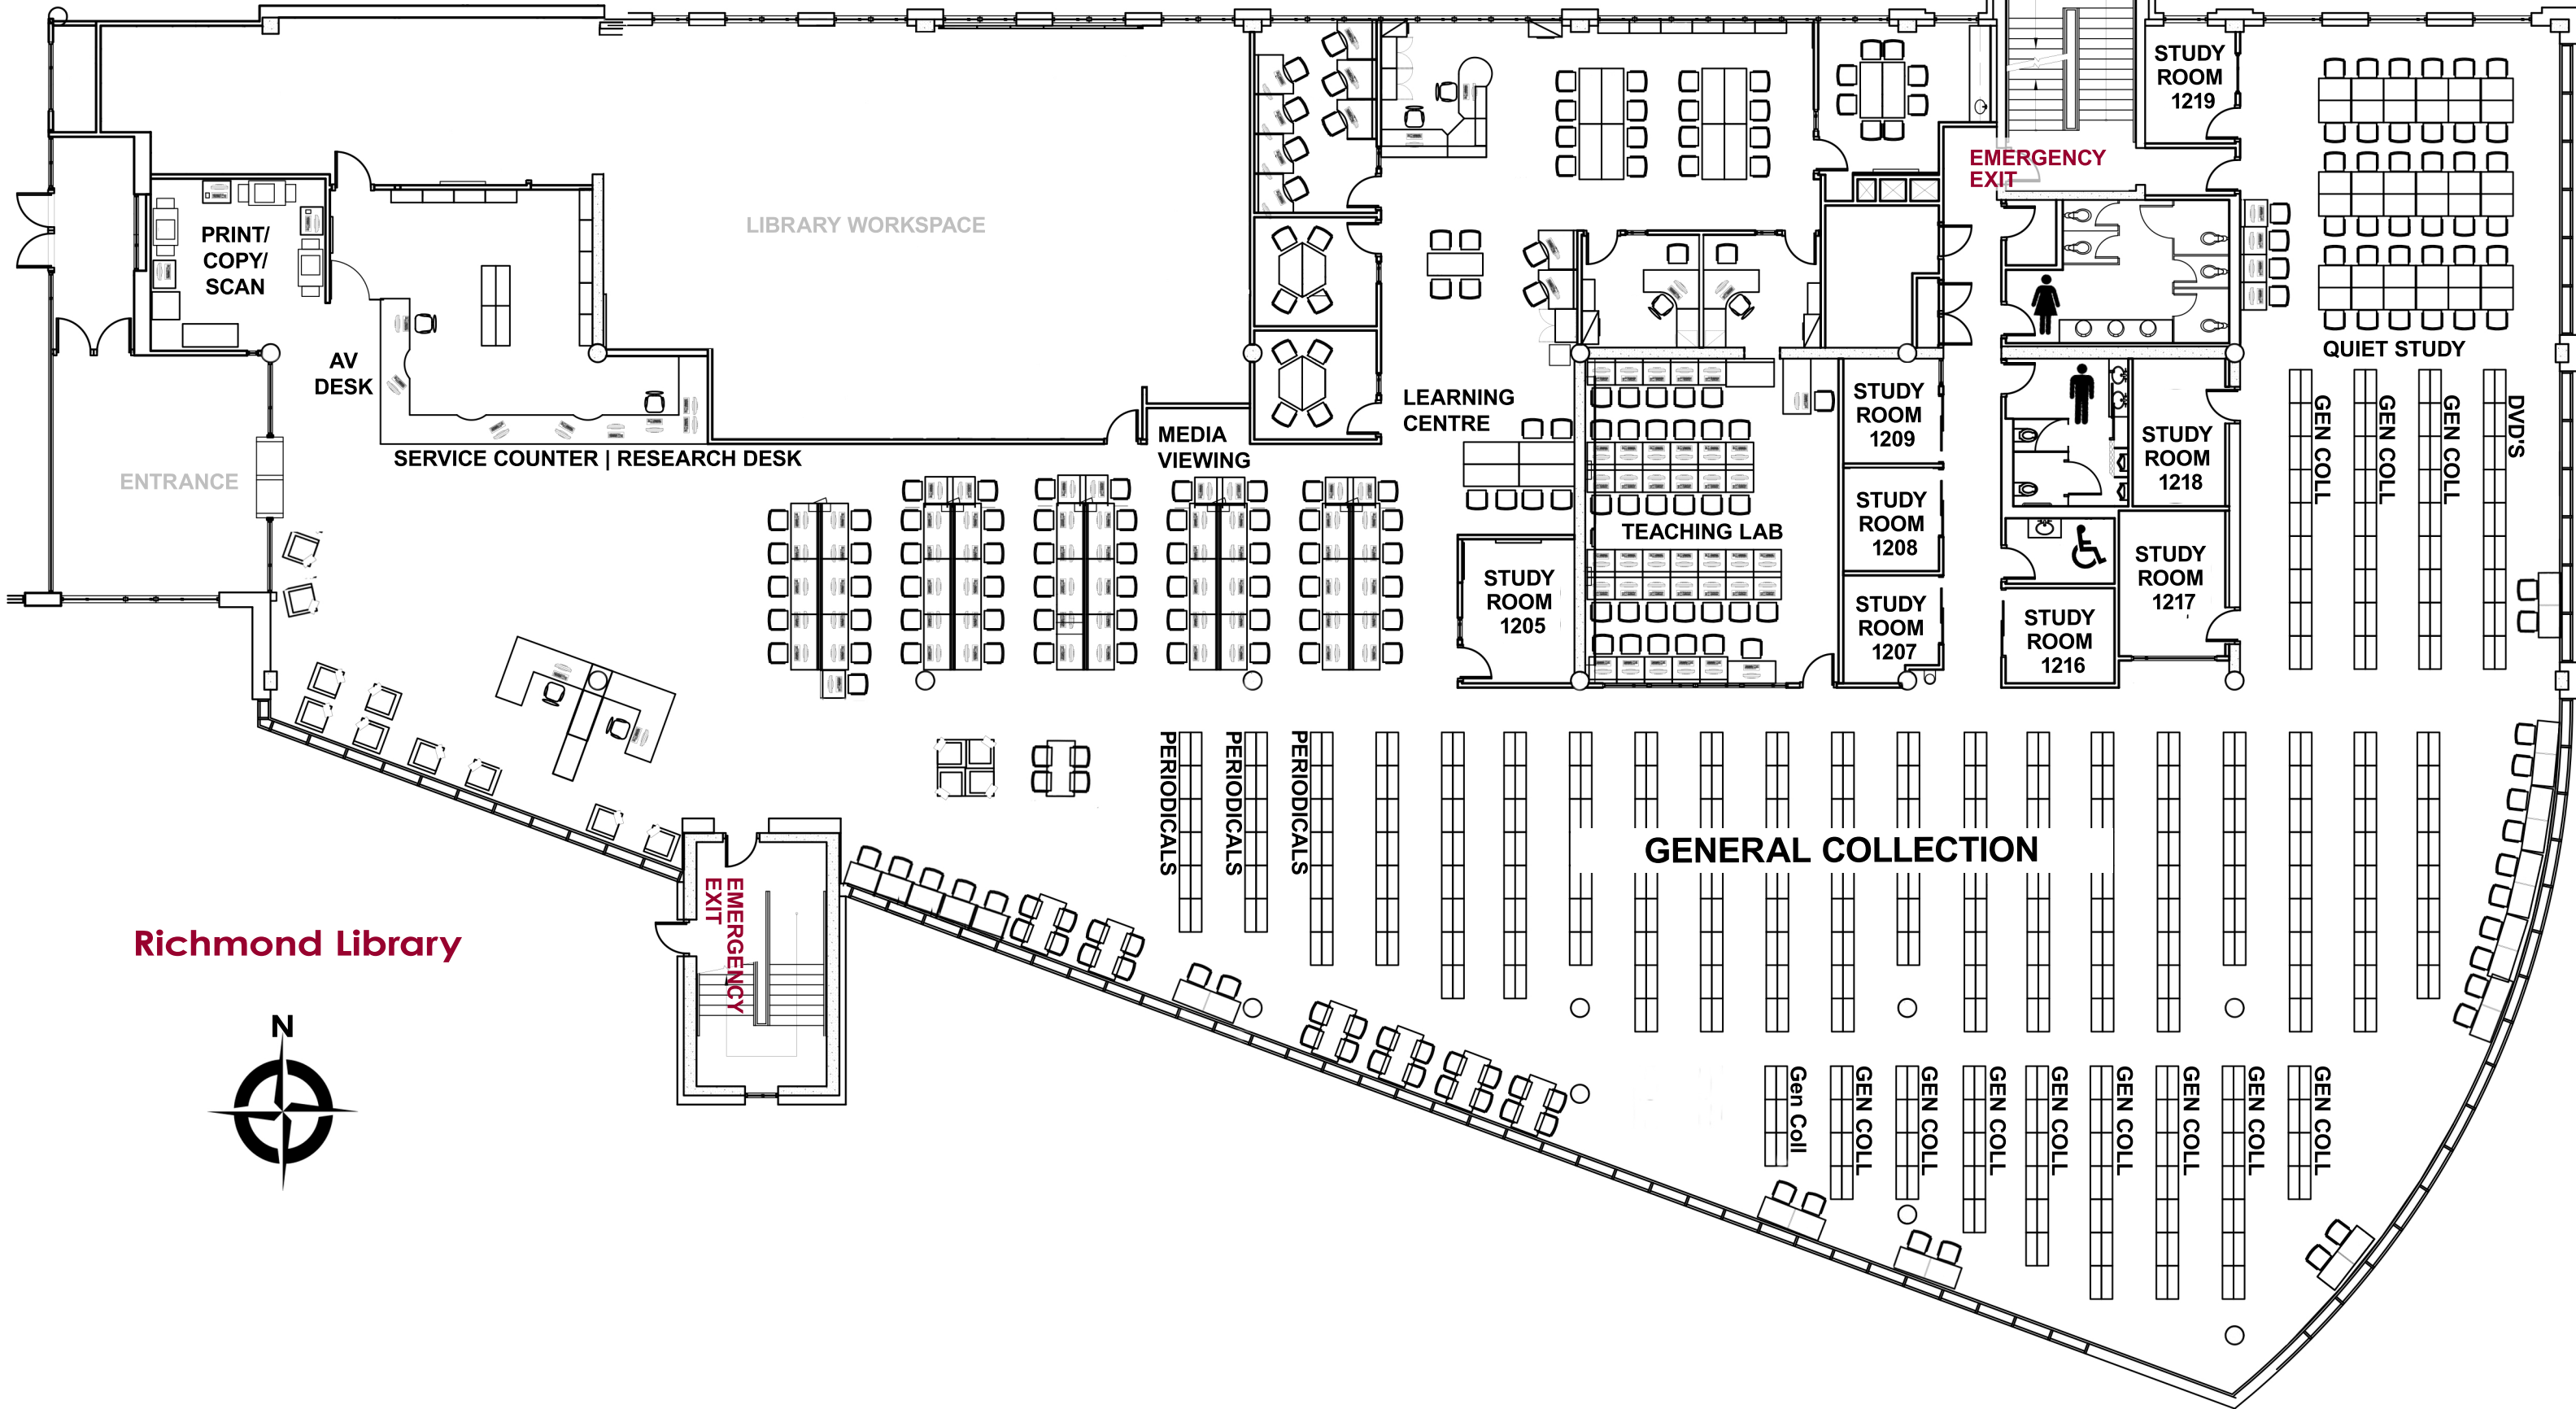 STUDY
ROOM
1219
EMERGENCY
EXIT
LIBRARY WORKSPACE
PRINT/
COPY/
SCAN
QUIET STUDY
AV
DESK
LEARNING
CENTRE
STUDY
ROOM
1209
MEDIA
VIEWING
SERVICE COUNTER | RESEARCH DESK
ENTRANCE
STUDY
ROOM
1218
GEN COLL
GEN COLL
GEN COLL
DVD'S
STUDY
ROOM
1208
TEACHING LAB
STUDY
ROOM
1205
STUDY
ROOM
1217
STUDY
ROOM
1207
STUDY
ROOM
1216
PERIODICALS
PERIODICALS
PERIODICALS
GENERAL COLLECTION
EMERGENCY
EXIT
Richmond Library
N
Gen Coll
GEN COLL
GEN COLL
GEN COLL
GEN COLL
GEN COLL
GEN COLL
GEN COLL
GEN COLL